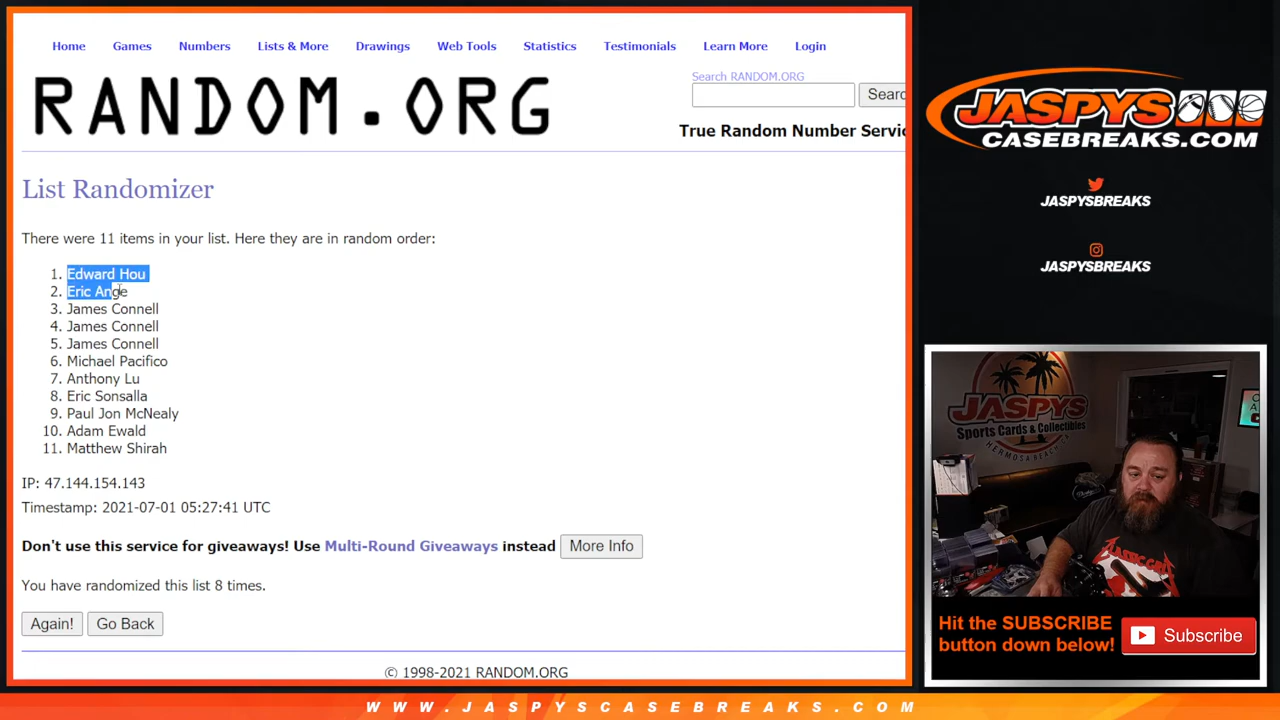 Home Games Numbers Lists & More Drawings Web Tools Statistics Testimonials Learn More Login
RANDOM.ORG
Search RANDOM.ORG
Searc
True Random Number Servic
List Randomizer
There were 11 items in your list. Here they are in random order:
1. Edward Hou
2. Eric Ange
3. James Connell
4. James Connell
5. James Connell
6. Michael Pacifico
7. Anthony Lu
8. Eric Sonsalla
9. Paul Jon McNealy
10. Adam Ewald
11. Matthew Shirah
IP: 47.144.154.143
Timestamp: 2021-07-01 05:27:41 UTC
Don't use this service for giveaways! Use Multi-Round Giveaways instead More Info
You have randomized this list 8 times.
Again! Go Back
© 1998-2021 RANDOM.ORG
JASPYS
CASEBREAKS.COM
JASPYSBREAKS
JASPYSBREAKS
JASPYS
Sports Cards & Collectibles
HERMOSA BEACH, CA
Hit the SUBSCRIBE
button down below!
Subscribe
WWW.JASPYSCASEBREAKS.COM